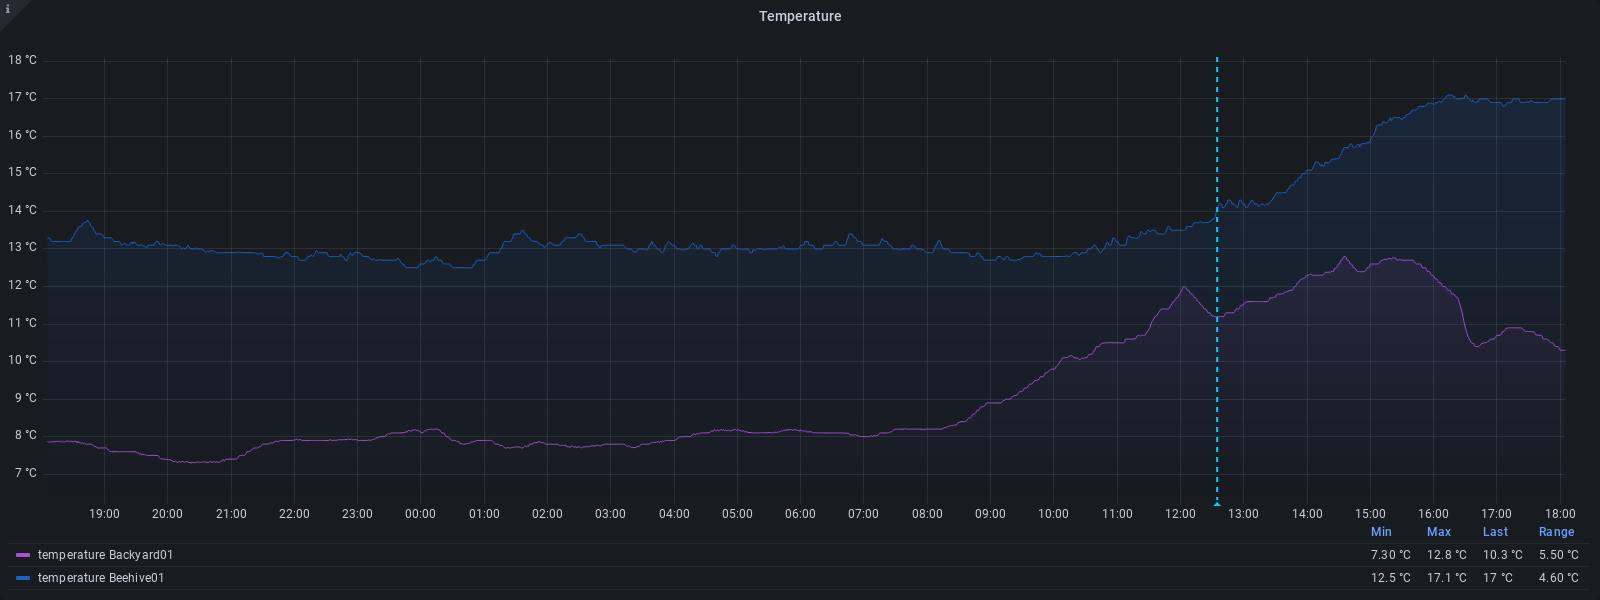 i
Temperature
18 °C
17 °C
16 °C
15 °C
14 °C
13 °C
12 °C
11 °C
10 °C
9 °C
8 °C
7 °C
19:00 20:00 21:00 22:00 23:00 00:00 01:00 02:00 03:00 04:00 05:00 06:00 07:00 08:00 09:00 10:00 11:00 12:00 13:00 14:00 15:00 16:00 17:00 18:00
Min Max Last Range
temperature Backyard01 7.30 °C 12.8 °C 10.3 °C 5.50 °C
temperature Beehive01 12.5 °C 17.1 °C 17 °C 4.60 °C